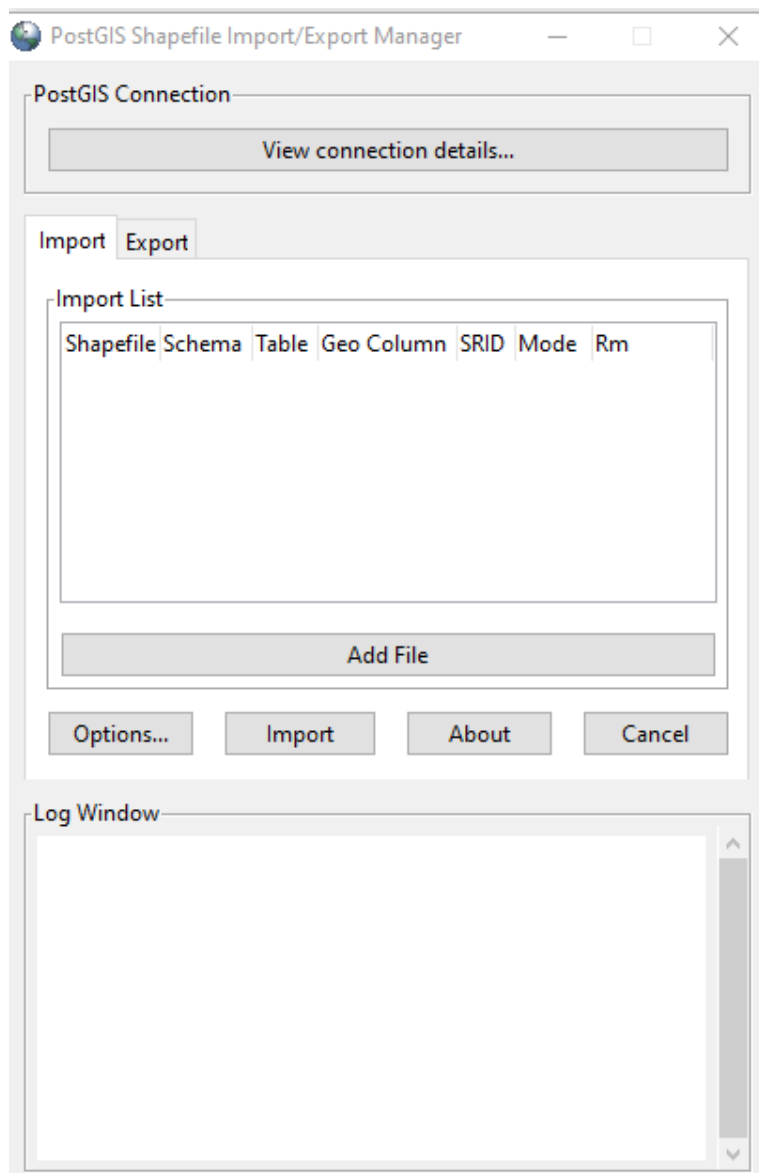 PostGIS Shapefile Import/Export Manager
PostGIS Connection
View connection details...
Import Export
Import List
Shapefile Schema Table Geo Column SRID Mode Rm
Add File
Options... Import About Cancel
Log Window